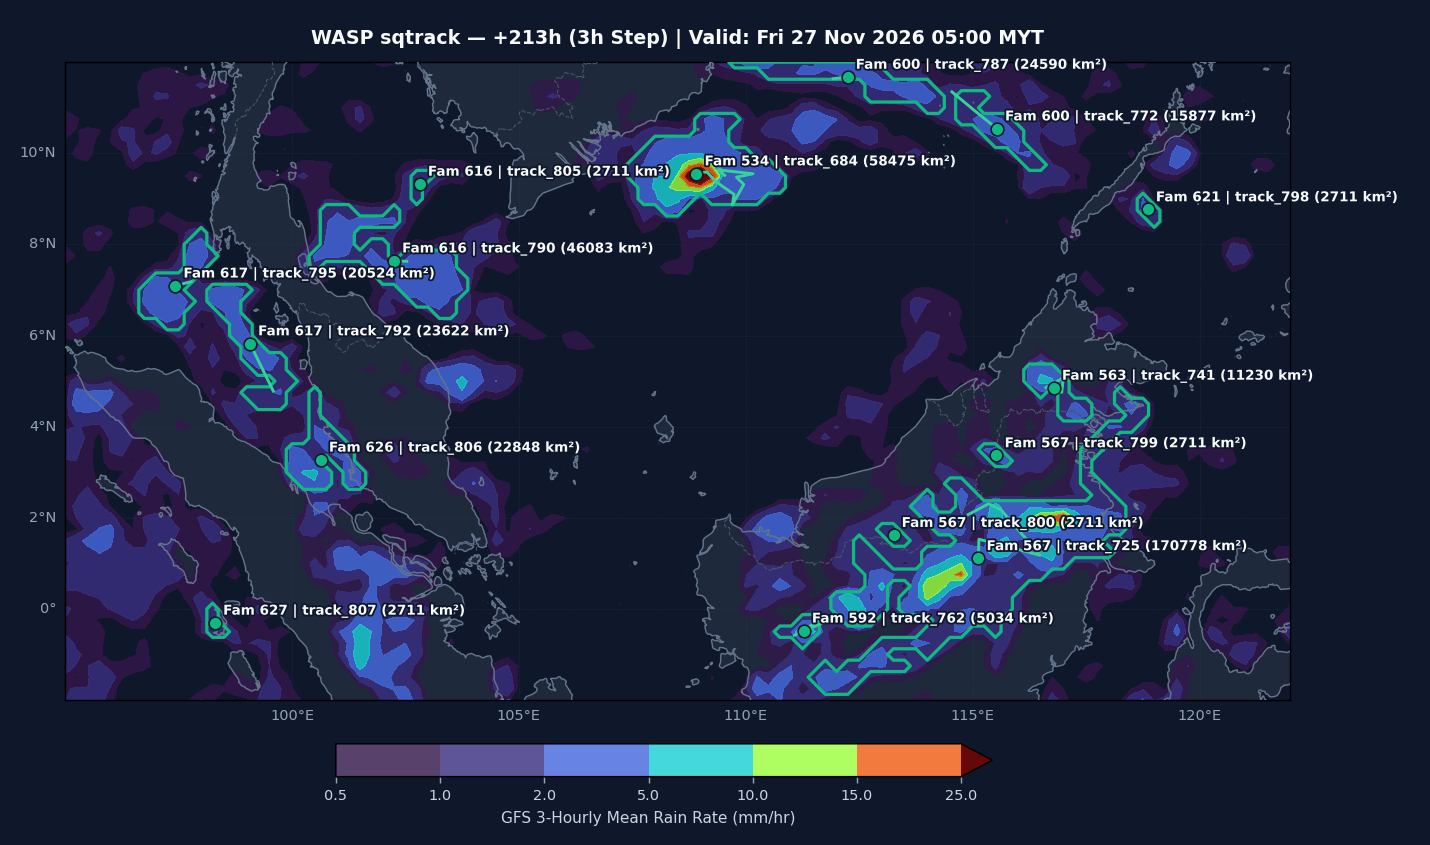 WASP sqtrack — +213h (3h Step) | Valid: Fri 27 Nov 2026 05:00 MYT
Fam 600 | track_787 (24590 km²)
Fam 600 | track_772 (15877 km²)
10°N
Fam 534 | track_684 (58475 km²)
Fam 616 | track_805 (2711 km²)
Fam 621 | track_798 (2711 km²)
8°N
Fam 616 | track_790 (46083 km²)
Fam 617 | track_795 (20524 km²)
Fam 617 | track_792 (23622 km²)
6°N
Fam 563 | track_741 (11230 km²)
4°N
Fam 567 | track_799 (2711 km²)
Fam 626 | track_806 (22848 km²)
2°N
Fam 567 | track_800 (2711 km²)
Fam 567 | track_725 (170778 km²)
0°
Fam 627 | track_807 (2711 km²)
Fam 592 | track_762 (5034 km²)
100°E 105°E 110°E 115°E 120°E
0.5 1.0 2.0 5.0 10.0 15.0 25.0
GFS 3-Hourly Mean Rain Rate (mm/hr)